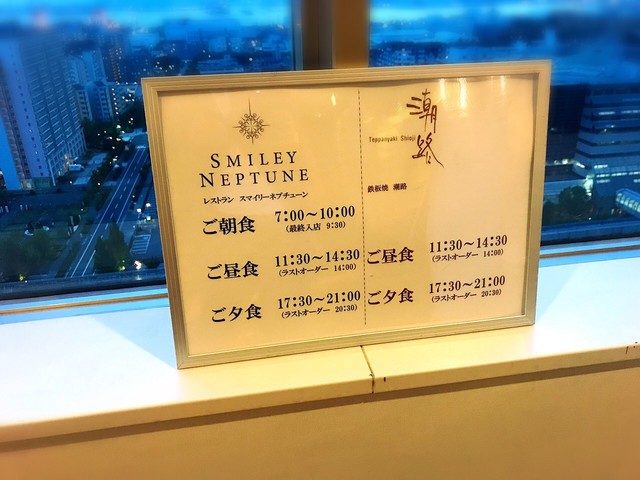 SMILEY
NEPTUNE
レストラン スマイリーネプチューン
ご朝食 7:00～10:00
(最終入店 9:30)
ご昼食 11:30～14:30
(ラストオーダー 14:00)
ご夕食 17:30～21:00
(ラストオーダー 20:30)
潮路
Teppanyaki Shioji
鉄板焼 潮路
ご昼食 11:30～14:30
(ラストオーダー 14:00)
ご夕食 17:30～21:00
(ラストオーダー 20:30)